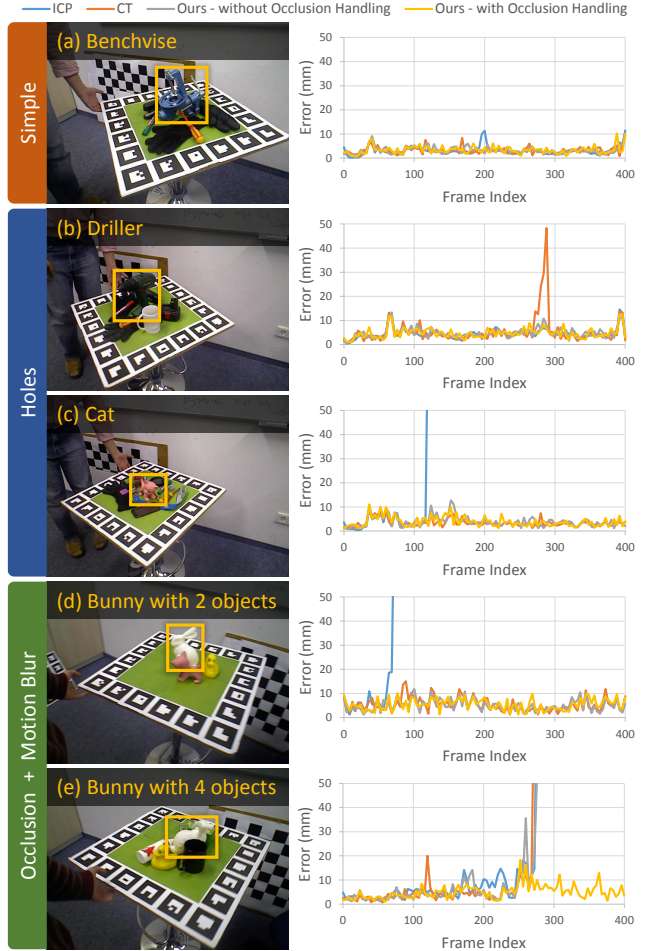 ICP CT Ours - without Occlusion Handling Ours - with Occlusion Handling
Simple
(a) Benchvise
Error (mm)
50
40
30
20
10
0
0 100 200 300 400
Frame Index
Holes
(b) Driller
Error (mm)
50
40
30
20
10
0
0 100 200 300 400
Frame Index
(c) Cat
Error (mm)
50
40
30
20
10
0
0 100 200 300 400
Frame Index
Occlusion + Motion Blur
(d) Bunny with 2 objects
Error (mm)
50
40
30
20
10
0
0 100 200 300 400
Frame Index
(e) Bunny with 4 objects
Error (mm)
50
40
30
20
10
0
0 100 200 300 400
Frame Index